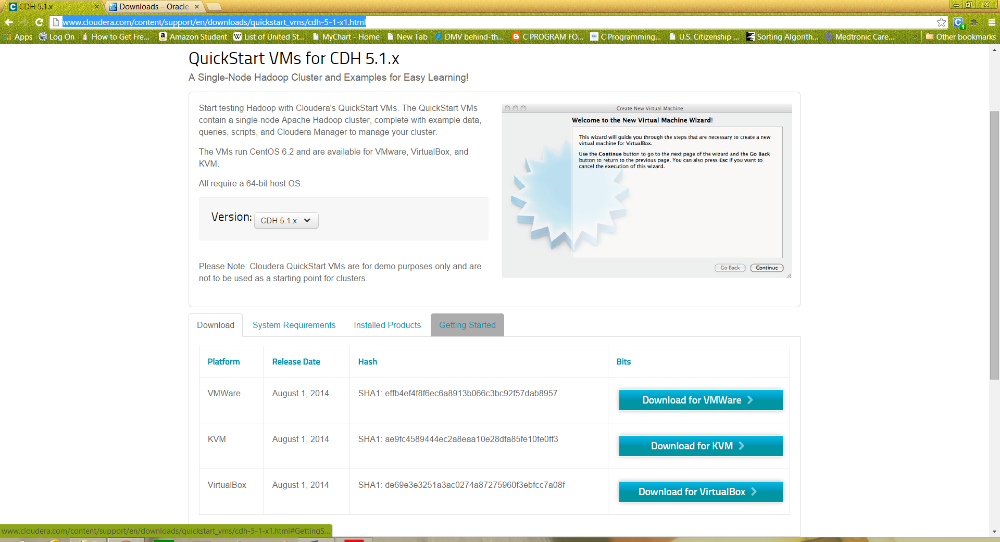 CDH 5.1.x
Downloads – Oracle
www.cloudera.com/content/support/en/downloads/quickstart_vms/cdh-5-1-x1.html
Apps Log On How to Get Fre... Amazon Student List of United St... MyChart - Home New Tab DMV behind-th... C PROGRAM FO... C Programming... U.S. Citizenship ... Sorting Algorith... Medtronic Care... » Other bookmarks
QuickStart VMs for CDH 5.1.x
A Single-Node Hadoop Cluster and Examples for Easy Learning!
Start testing Hadoop with Cloudera's QuickStart VMs. The QuickStart VMs
contain a single-node Apache Hadoop cluster, complete with example data,
queries, scripts, and Cloudera Manager to manage your cluster.
The VMs run CentOS 6.2 and are available for VMware, VirtualBox, and
KVM.
All require a 64-bit host OS.
Version: CDH 5.1.x
Please Note: Cloudera QuickStart VMs are for demo purposes only and are
not to be used as a starting point for clusters.
Create New Virtual Machine
Welcome to the New Virtual Machine Wizard!
This wizard will guide you through the steps that are necessary to create a new
virtual machine for VirtualBox.
Use the Continue button to go to the next page of the wizard and the Go Back
button to return to the previous page. You can also press Esc if you want to
cancel the execution of this wizard.
Go Back Continue
Download System Requirements Installed Products Getting Started
Platform Release Date Hash Bits
VMWare August 1, 2014 SHA1: effb4ef4f8f6ec6a8913b066c3bc92f57dab8957 Download for VMWare
KVM August 1, 2014 SHA1: ae9fc4589444ec2a8eaa10e28dfa85fe10fe0ff3 Download for KVM
VirtualBox August 1, 2014 SHA1: de69e3e3251a3ac0274a87275960f3ebfcc7a08f Download for VirtualBox
www.cloudera.com/content/support/en/downloads/quickstart_vms/cdh-5-1-x1.html#GettingS...